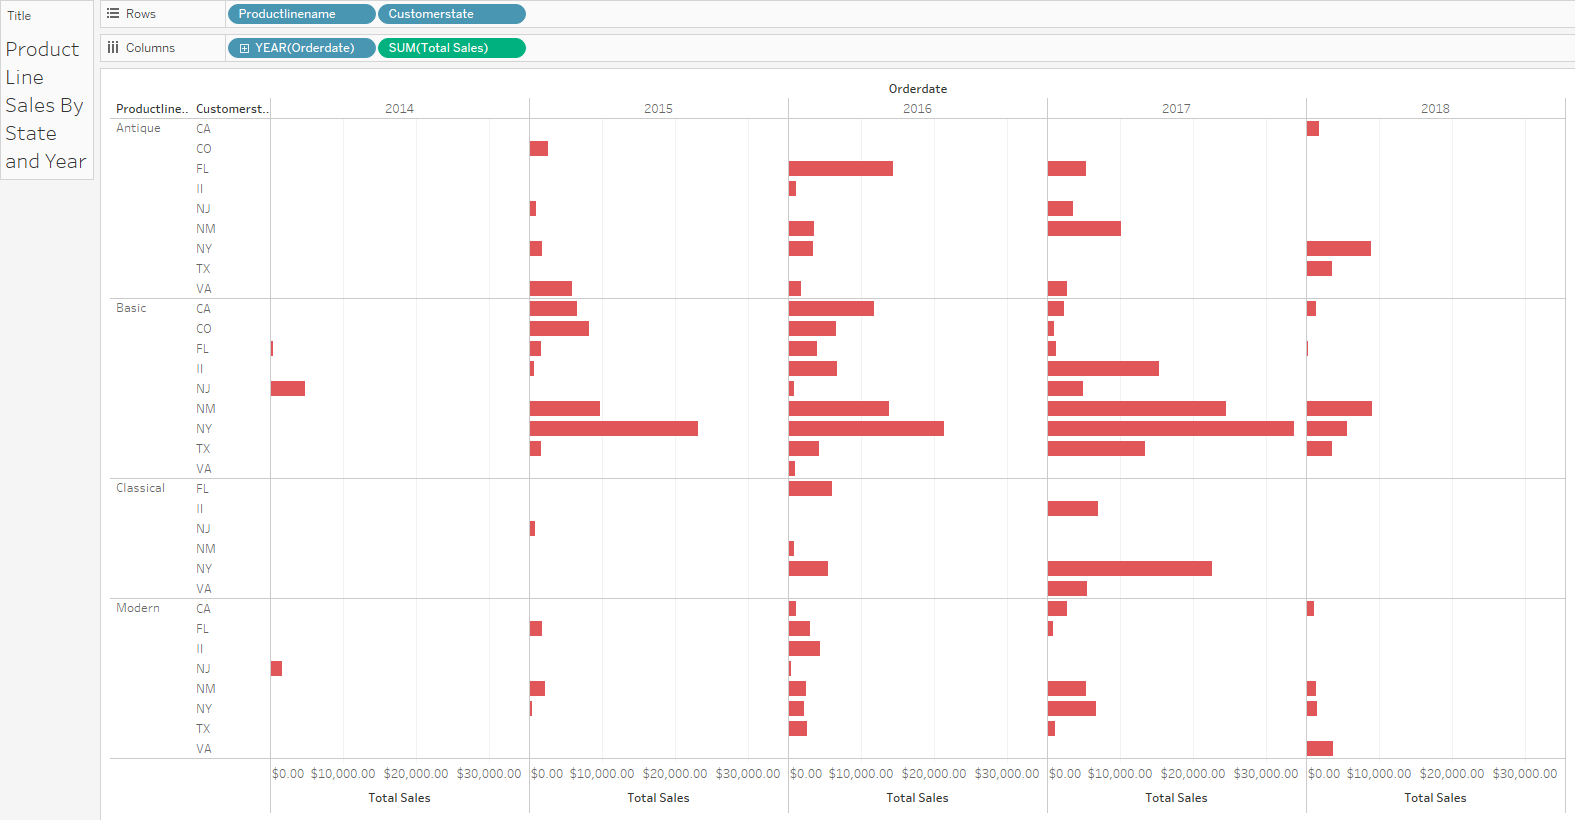 Title
Product
Line
Sales By
State
and Year
Rows
Productlinename
Customerstate
Columns
YEAR(Orderdate)
SUM(Total Sales)
Orderdate
Productline.. Customerst.. 2014 2015 2016 2017 2018
Antique CA
CO
FL
II
NJ
NM
NY
TX
VA
Basic CA
CO
FL
II
NJ
NM
NY
TX
VA
Classical FL
II
NJ
NM
NY
VA
Modern CA
FL
II
NJ
NM
NY
TX
VA
$0.00 $10,000.00 $20,000.00 $30,000.00 $0.00 $10,000.00 $20,000.00 $30,000.00 $0.00 $10,000.00 $20,000.00 $30,000.00 $0.00 $10,000.00 $20,000.00 $30,000.00 $0.00 $10,000.00 $20,000.00 $30,000.00
Total Sales Total Sales Total Sales Total Sales Total Sales